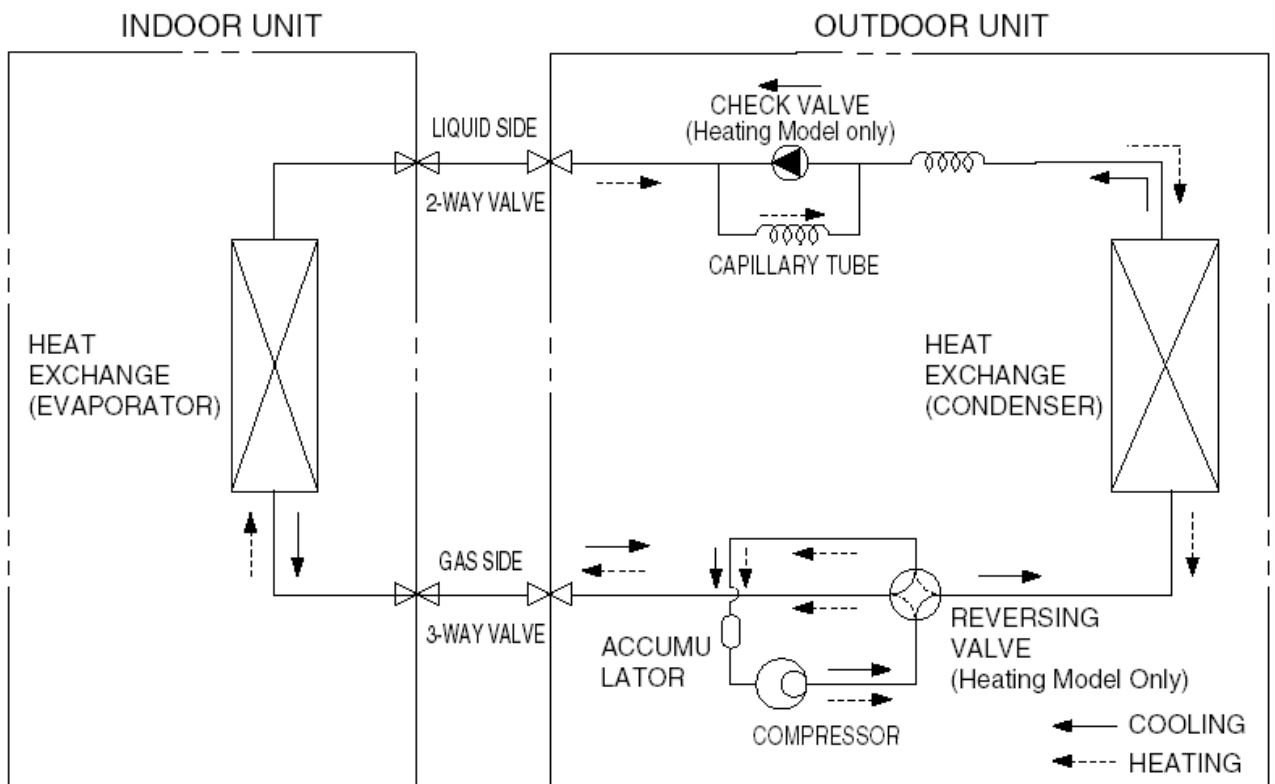 INDOOR UNIT
OUTDOOR UNIT
CHECK VALVE
(Heating Model only)
LIQUID SIDE
2-WAY VALVE
CAPILLARY TUBE
HEAT
EXCHANGE
(EVAPORATOR)
HEAT
EXCHANGE
(CONDENSER)
GAS SIDE
3-WAY VALVE
ACCUMU
LATOR
COMPRESSOR
REVERSING
VALVE
(Heating Model Only)
COOLING
HEATING